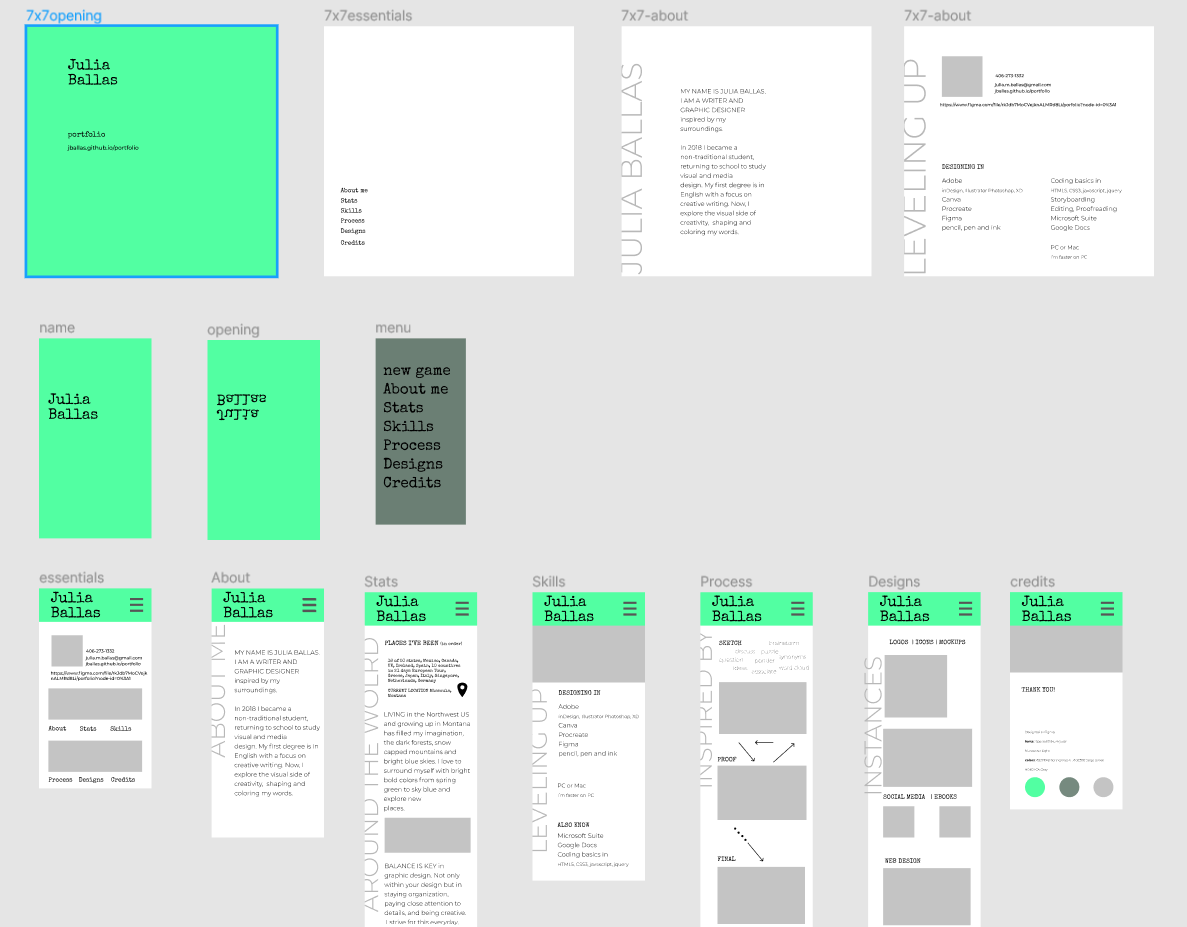 7x7opening
Julia
Ballas
portfolio
jballas.github.io/portfolio
7x7essentials
About me
Stats
Skills
Process
Designs
Credits
7x7-about
JULIA BALLAS
MY NAME IS JULIA BALLAS.
I AM A WRITER AND
GRAPHIC DESIGNER
inspired by my
surroundings.
In 2018 I became a
non-traditional student,
returning to school to study
visual and media
design. My first degree is in
English with a focus on
creative writing. Now, I
explore the visual side of
creativity, shaping and
coloring my words.
7x7-about
LEVELING UP
406-273-1332
julia.m.ballas@gmail.com
jballas.github.io/portfolio
DESIGNING IN
Adobe
InDesign, Illustrator Photoshop, XD
Canva
Procreate
Figma
pencil, pen and ink
Coding basics in
HTML5, CSS3, javascript, jquery
Storyboarding
Editing, Proofreading
Microsoft Suite
Google Docs
PC or Mac
I'm faster on PC
name
Julia
Ballas
opening
Julia
Ballas
menu
new game
About me
Stats
Skills
Process
Designs
Credits
essentials
Julia
Ballas
406-273-1332
julia.m.ballas@gmail.com
jballas.github.io/portfolio
About Stats Skills
Process Designs Credits
About
Julia
Ballas
ABOUT ME
MY NAME IS JULIA BALLAS.
I AM A WRITER AND
GRAPHIC DESIGNER
inspired by my
surroundings.
In 2018 I became a
non-traditional student,
returning to school to study
visual and media
design. My first degree is in
English with a focus on
creative writing. Now, I
explore the visual side of
creativity, shaping and
coloring my words.
Stats
Julia
Ballas
AROUND THE WORLD
PLACES I'VE BEEN (in order)
CURRENT LOCATION Missoula,
Montana
LIVING in the Northwest US
and growing up in Montana
has filled my imagination.
the dark forests, snow
capped mountains and
bright blue skies. I love to
surround myself with bright
bold colors from spring
green to sky blue and
explore new
places.
BALANCE IS KEY in
graphic design. Not only
within your design but in
staying organization,
paying close attention to
details, and being creative.
I strive for this everyday
Skills
Julia
Ballas
LEVELING UP
DESIGNING IN
Adobe
InDesign, Illustrator Photoshop, XD
Canva
Procreate
Figma
pencil, pen and ink
PC or Mac
I'm faster on PC
ALSO KNOW
Microsoft Suite
Google Docs
Coding basics in
HTML5, CSS3, javascript, jquery
Process
Julia
Ballas
INSPIRED BY
SKETCH
brainstorm
discuss puzzle
question ponder synonyms
ideas word cloud
PROOF
FINAL
Designs
Julia
Ballas
INSTANCES
LOGOS | ICONS | MOCKUPS
SOCIAL MEDIA | EBOOKS
WEB DESIGN
credits
Julia
Ballas
THANK YOU!